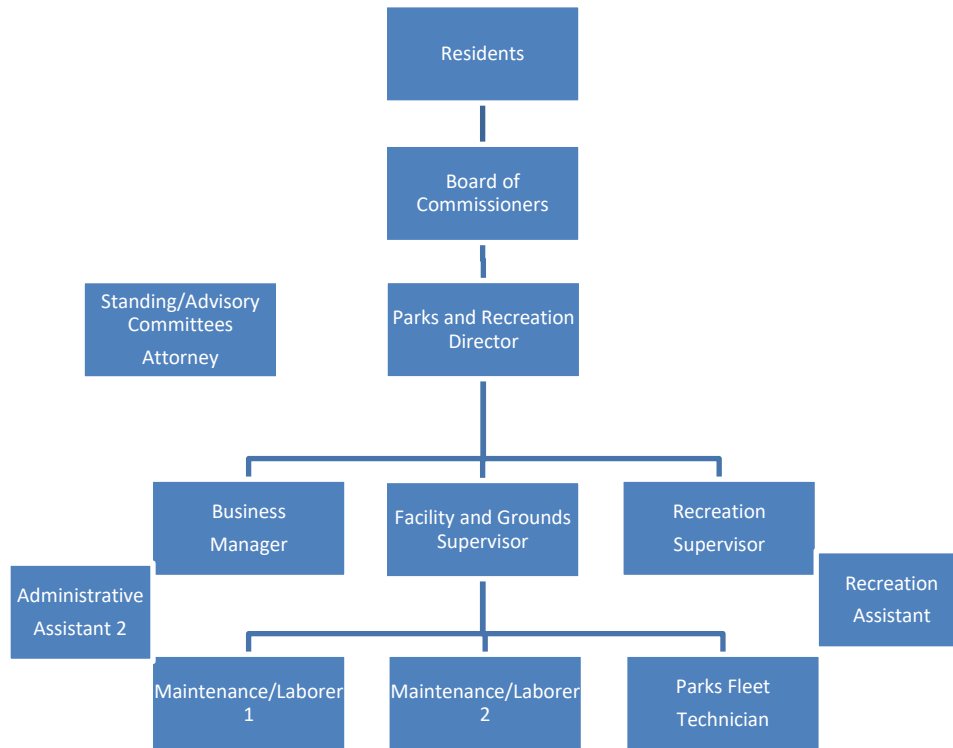 Residents
Board of
Commissioners
Standing/Advisory
Committees
Attorney
Parks and Recreation
Director
Business
Manager
Facility and Grounds
Supervisor
Recreation
Supervisor
Administrative
Assistant 2
Recreation
Assistant
Maintenance/Laborer
1
Maintenance/Laborer
2
Parks Fleet
Technician